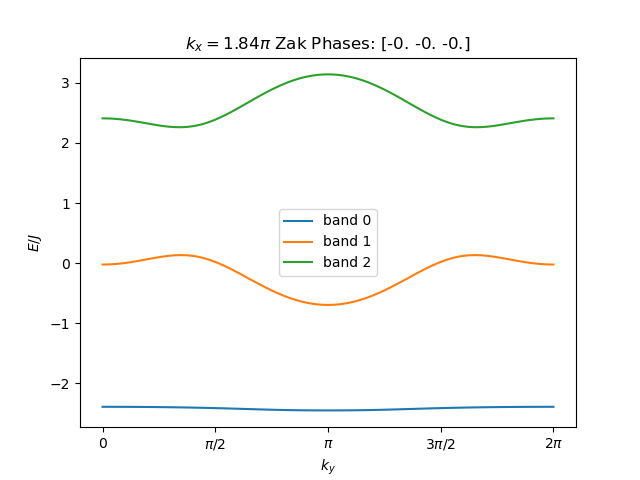 $k_x = 1.84\pi$ Zak Phases: [-0. -0. -0.]
3
2
1
0
−1
−2
E/J
band 0
band 1
band 2
0
π/2
π
3π/2
2π
$k_y$